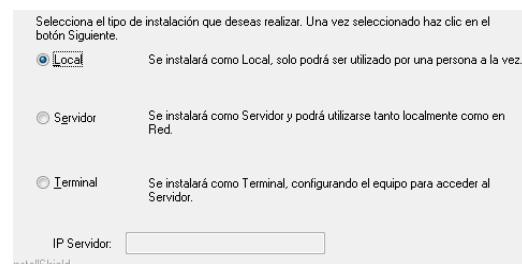 Selecciona el tipo de instalación que deseas realizar. Una vez seleccionado haz clic en el
botón Siguiente.
Local Se instalará como Local, solo podrá ser utilizado por una persona a la vez.
Servidor Se instalará como Servidor y podrá utilizarse tanto localmente como en
Red.
Terminal Se instalará como Terminal, configurando el equipo para acceder al
Servidor.
IP Servidor: